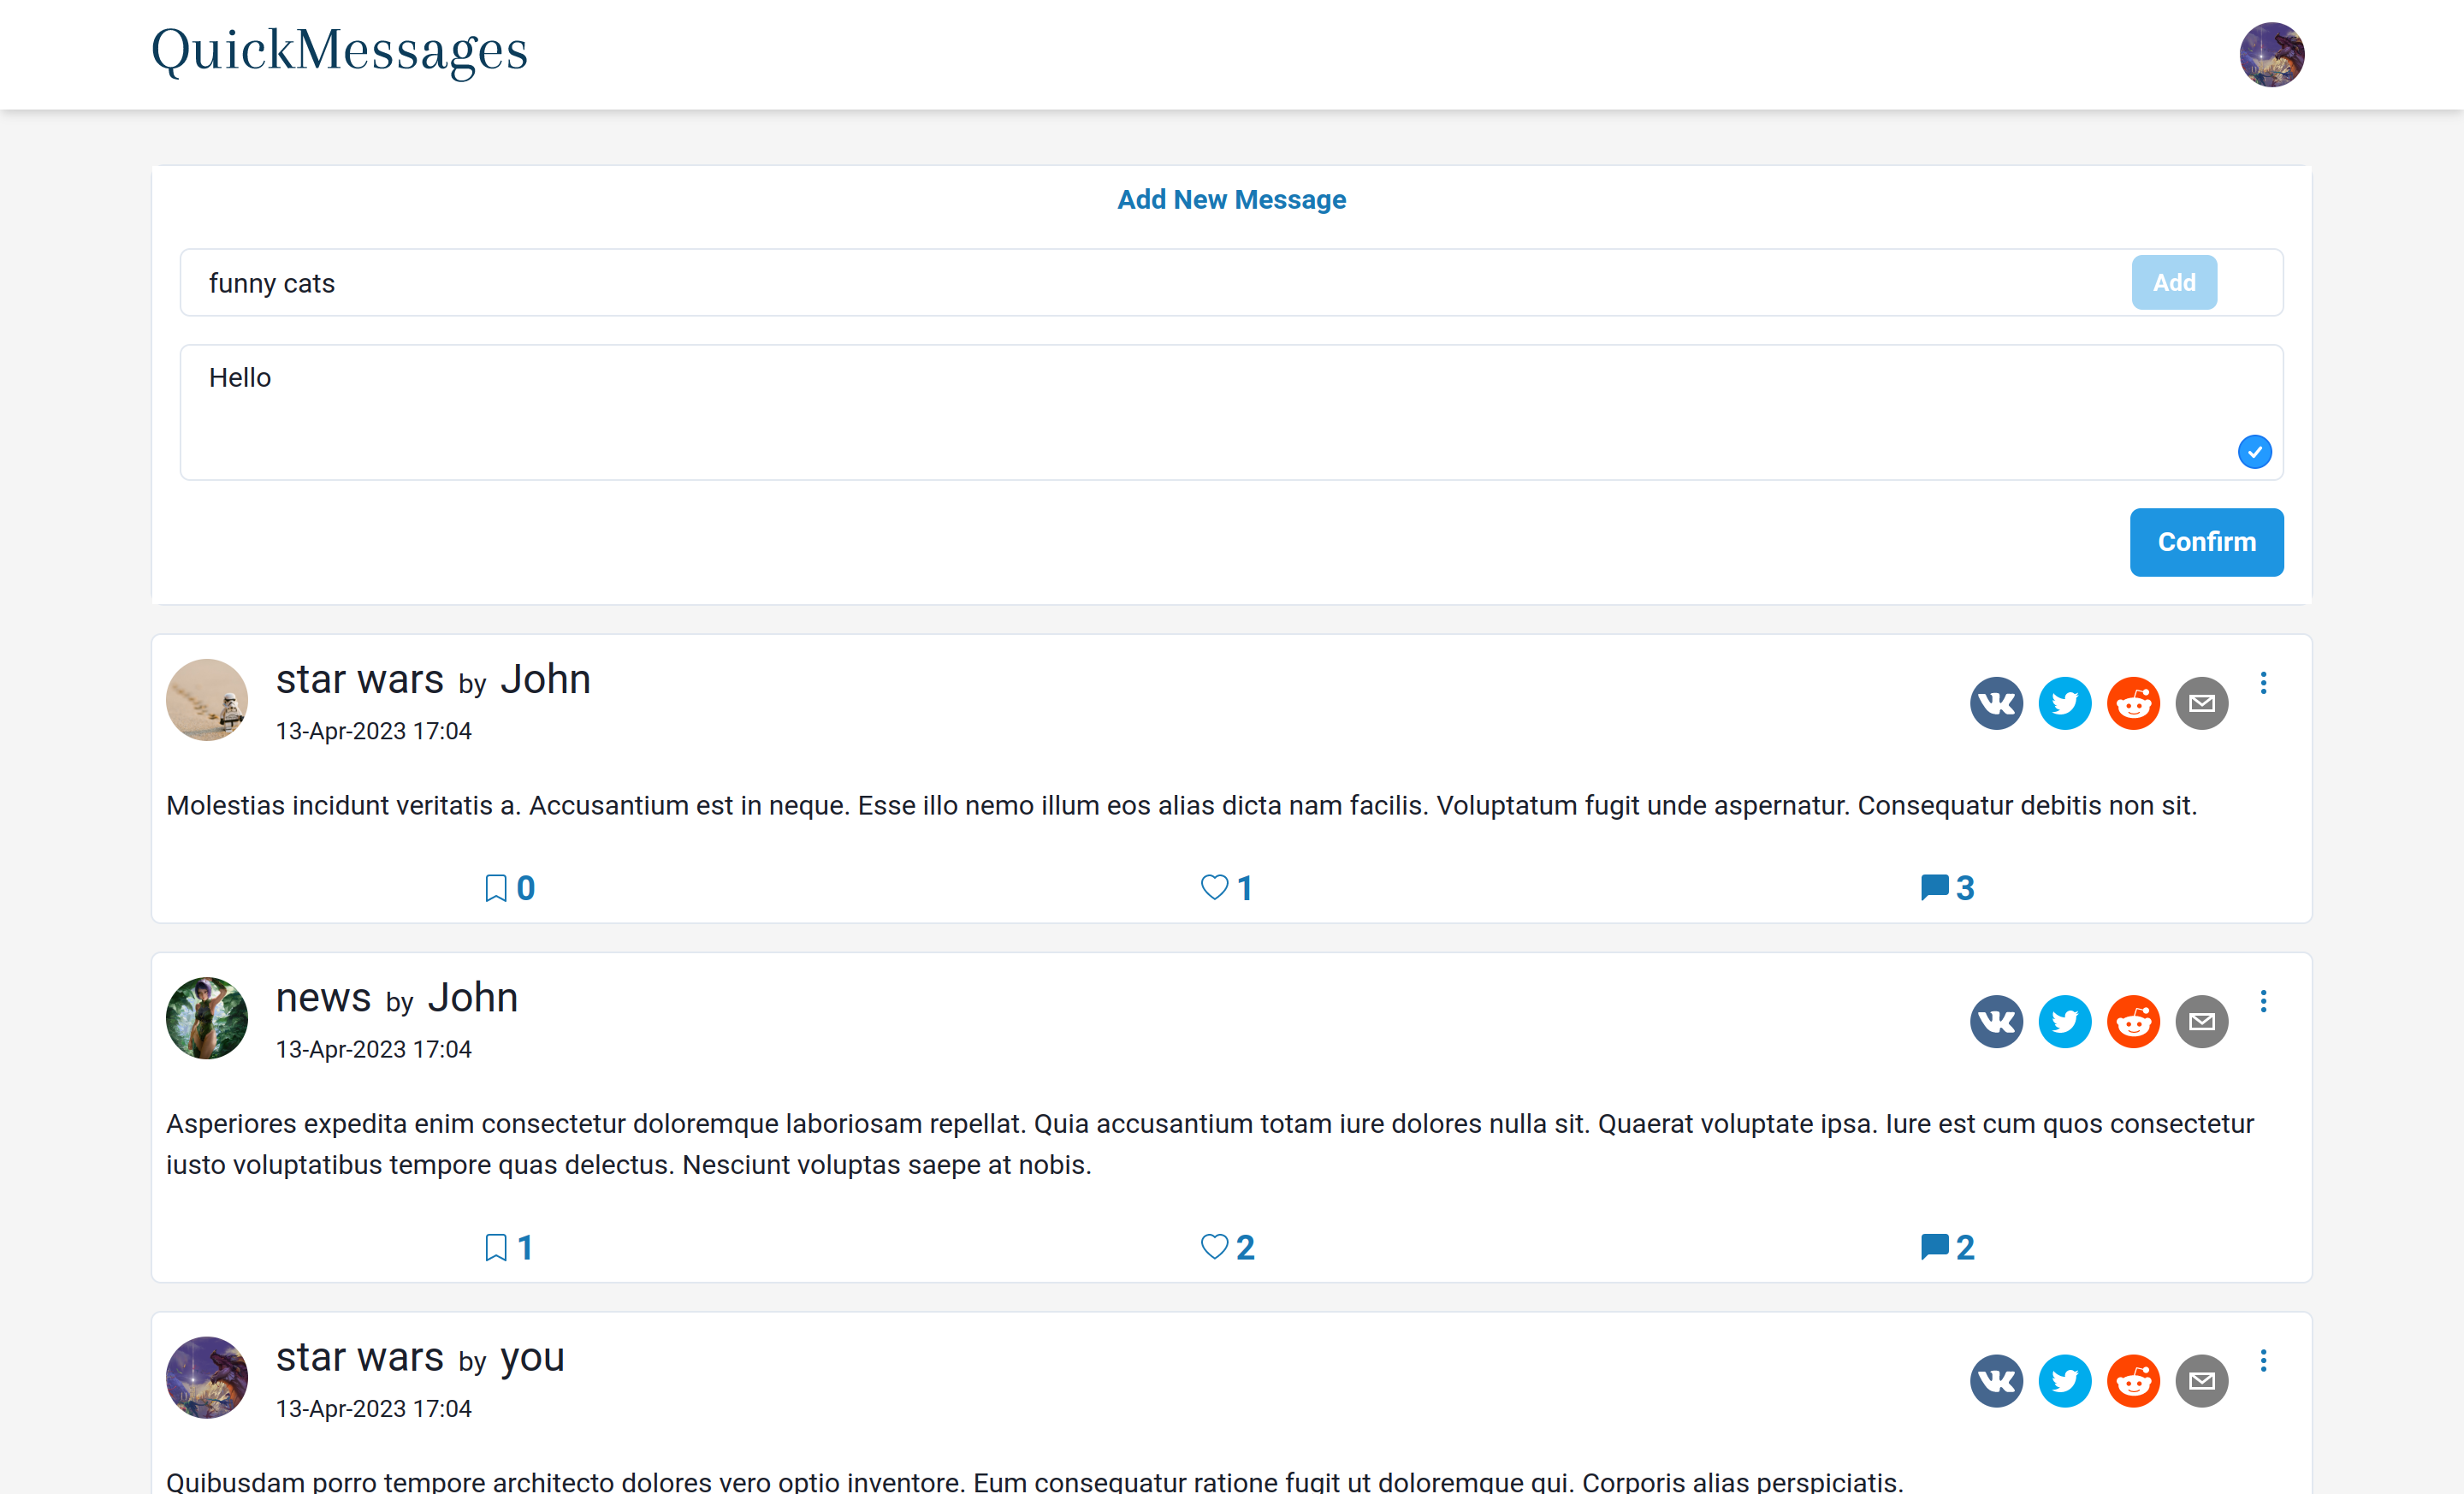 QuickMessages
Add New Message
funny cats
Add
Hello
Confirm
star wars by John
13-Apr-2023 17:04
Molestias incidunt veritatis a. Accusantium est in neque. Esse illo nemo illum eos alias dicta nam facilis. Voluptatum fugit unde aspernatur. Consequatur debitis non sit.
0
1
3
news by John
13-Apr-2023 17:04
Asperiores expedita enim consectetur doloremque laboriosam repellat. Quia accusantium totam iure dolores nulla sit. Quaerat voluptate ipsa. Iure est cum quos consectetur
iusto voluptatibus tempore quas delectus. Nesciunt voluptas saepe at nobis.
1
2
2
star wars by you
13-Apr-2023 17:04
Quibusdam porro tempore architecto dolores vero optio inventore. Eum consequatur ratione fugit ut doloremque qui. Corporis alias perspiciatis.